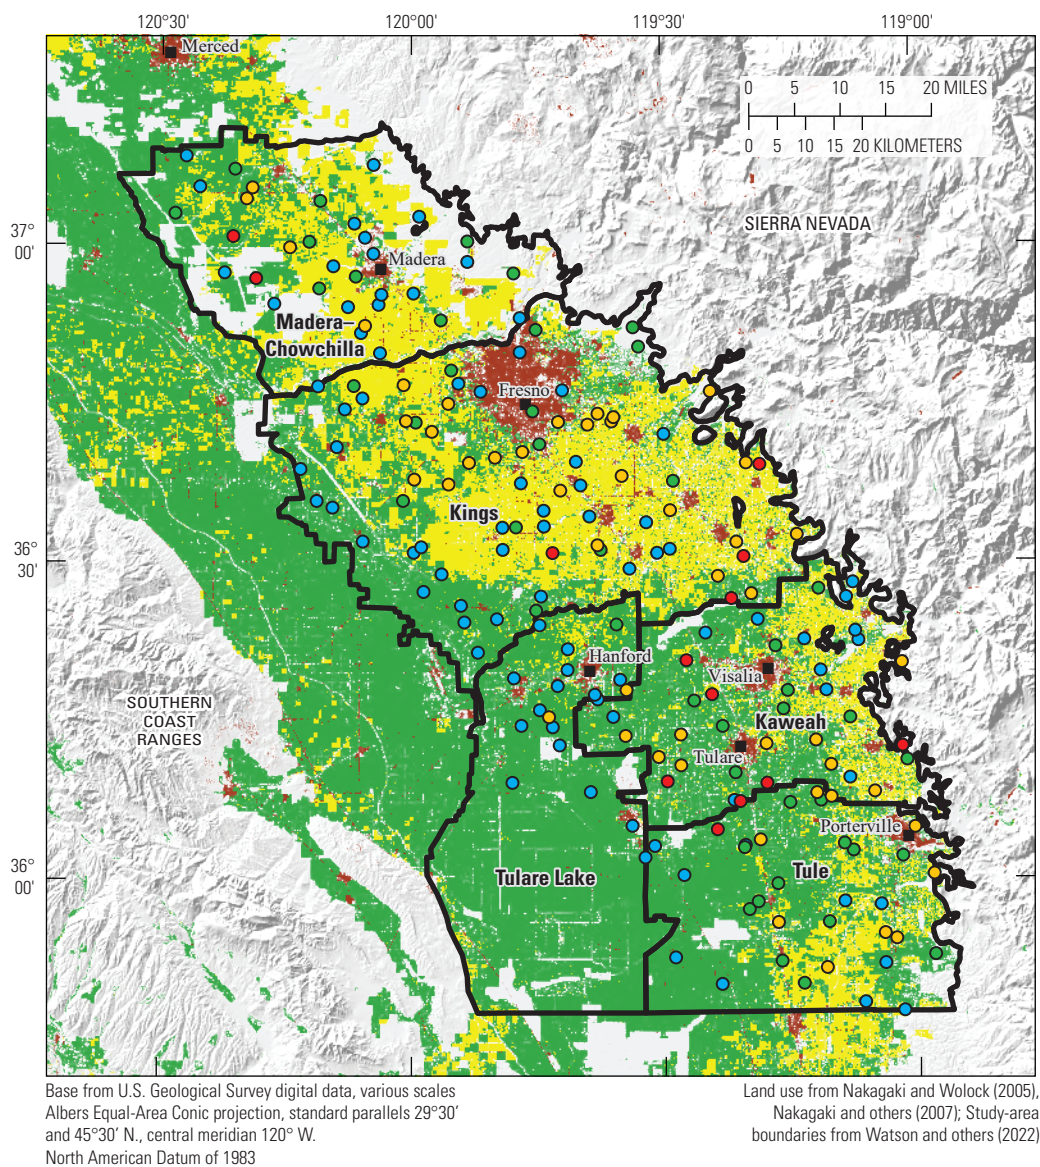 120°30′ 120°00′ 119°30′ 119°00′
Merced
0 5 10 15 20 MILES
0 5 10 15 20 KILOMETERS
SIERRA NEVADA
37°
00′
Madera
Madera–
Chowchilla
Fresno
Kings
36°
30′
Hanford
Visalia
SOUTHERN
COAST
RANGES
Kaweah
Tulare
Porterville
Tulare Lake
Tule
36°
00′
Base from U.S. Geological Survey digital data, various scales
Albers Equal-Area Conic projection, standard parallels 29°30′
and 45°30′ N., central meridian 120° W.
North American Datum of 1983
Land use from Nakagaki and Wolock (2005),
Nakagaki and others (2007); Study-area
boundaries from Watson and others (2022)